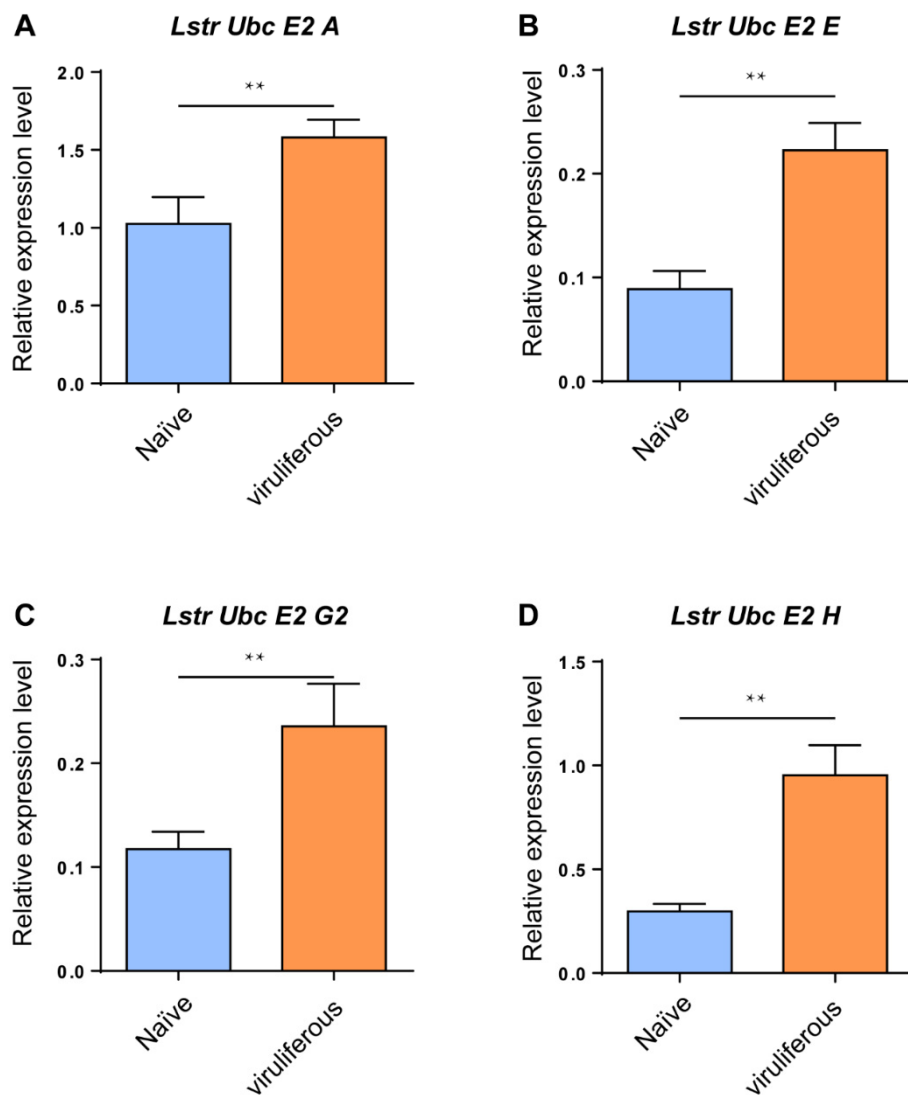 A
Lstr Ubc E2 A
Relative expression level
2.0
1.5
1.0
0.5
0.0
**
Naïve
viruliferous
B
Lstr Ubc E2 E
Relative expression level
0.3
0.2
0.1
0.0
**
Naïve
viruliferous
C
Lstr Ubc E2 G2
Relative expression level
0.3
0.2
0.1
0.0
**
Naïve
viruliferous
D
Lstr Ubc E2 H
Relative expression level
1.5
1.0
0.5
0.0
**
Naïve
viruliferous